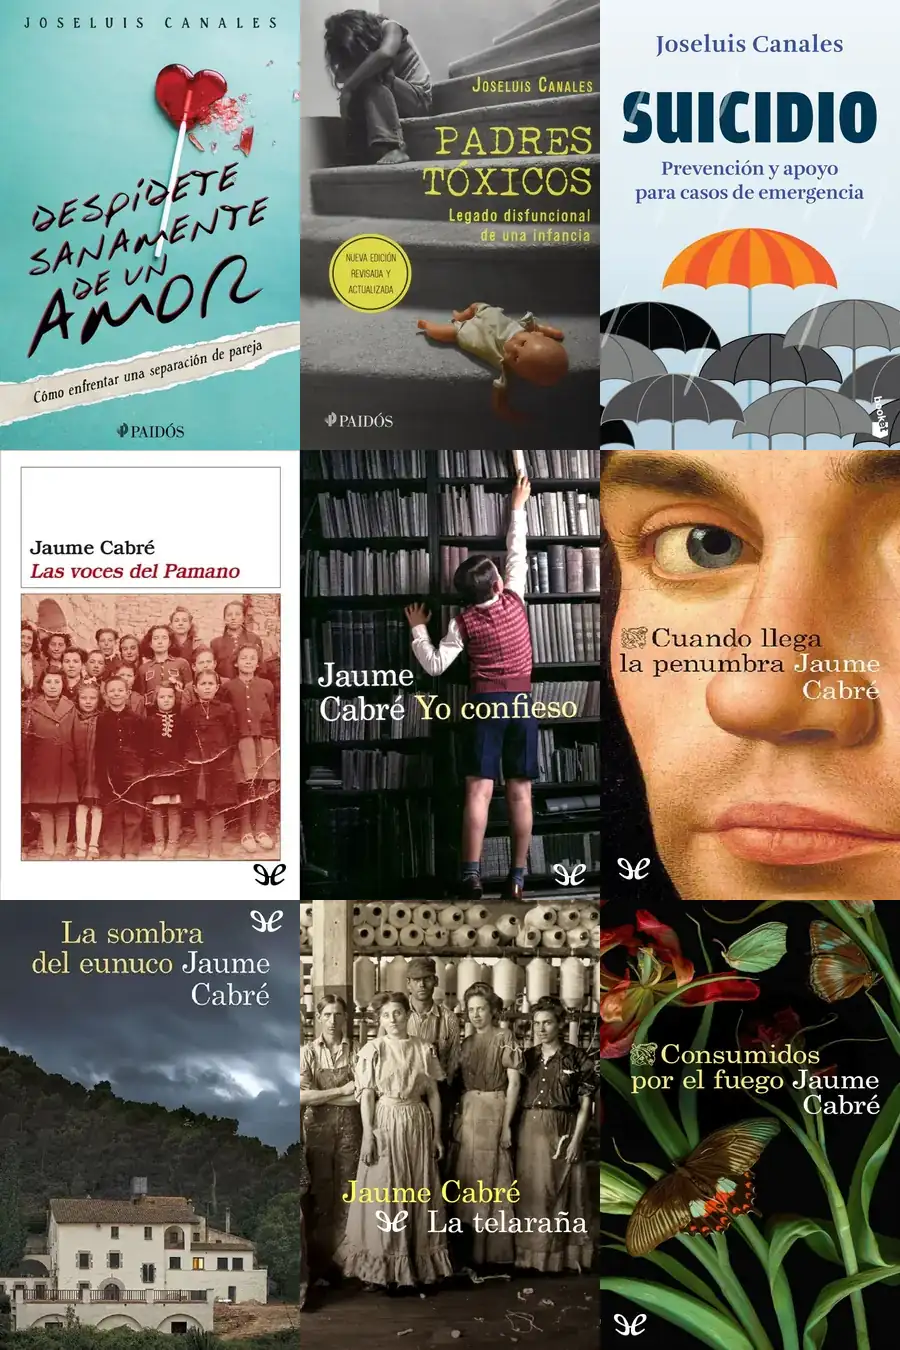 JOSELUIS CANALES
DESPÍDETE
SANAMENTE
DE UN
AMOR
Cómo enfrentar una separación de pareja
PAIDÓS
JOSELUIS CANALES
PADRES
TÓXICOS
Legado disfuncional
de una infancia
NUEVA EDICIÓN
REVISADA Y
ACTUALIZADA
PAIDÓS
Joseluis Canales
SUICIDIO
Prevención y apoyo
para casos de emergencia
booket
Jaume Cabré
Las voces del Pamano
Jaume
Cabré Yo confieso
Cuando llega
la penumbra Jaume
Cabré
La sombra
del eunuco Jaume
Cabré
Jaume Cabré
La telaraña
Consumidos
por el fuego Jaume
Cabré